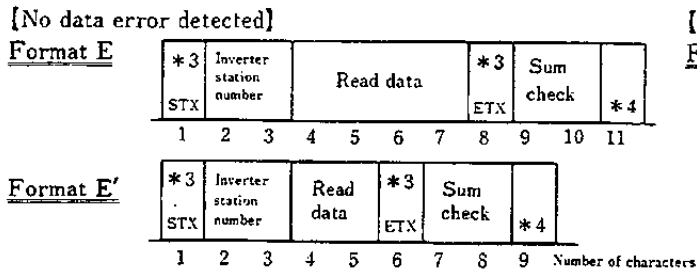 [No data error detected]
[
Format E
*3 STX
Inverter station number
Read data
*3 ETX
Sum check
*4
1 2 3 4 5 6 7 8 9 10 11
F
Format E'
*3 STX
Inverter station number
Read data
*3 ETX
Sum check
*4
1 2 3 4 5 6 7 8 9 Number of characters